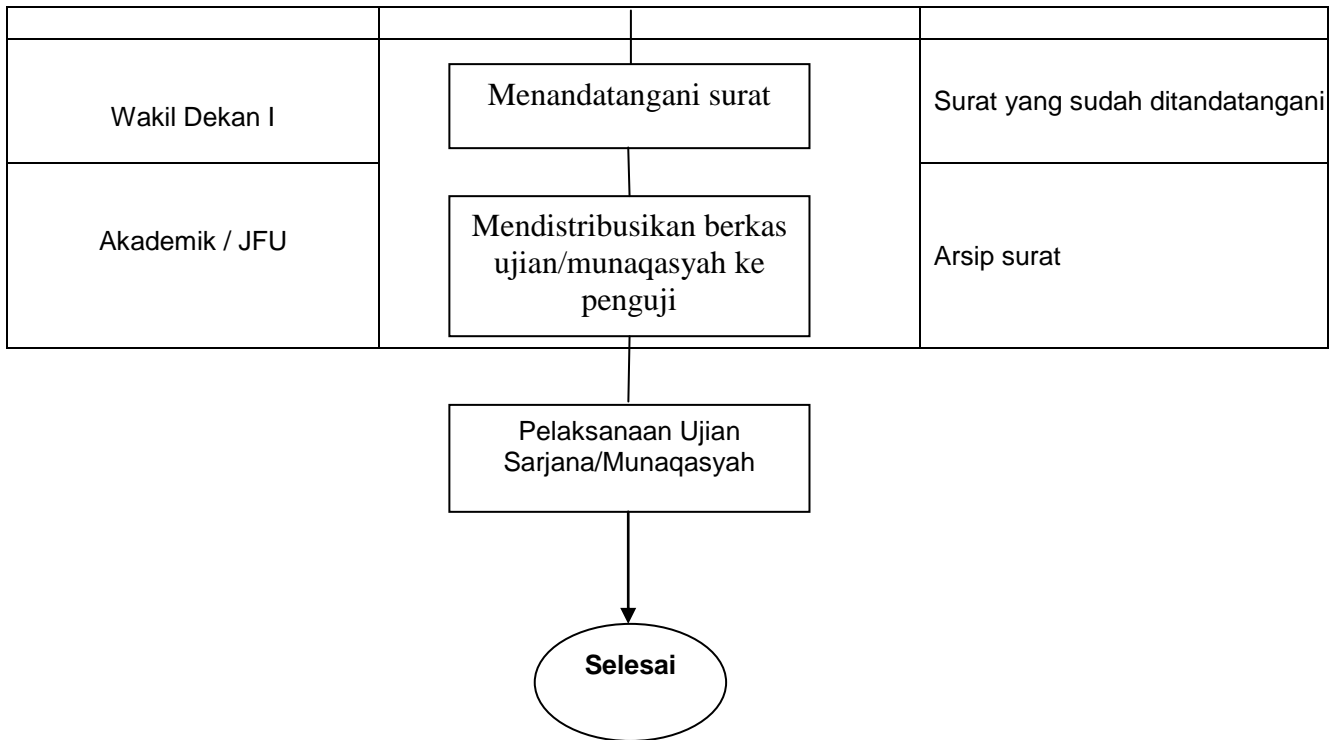 Wakil Dekan I
Menandatangani surat
Surat yang sudah ditandatangani
Akademik / JFU
Mendistribusikan berkas
ujian/munaqasyah ke
penguji
Arsip surat
Pelaksanaan Ujian
Sarjana/Munaqasyah
Selesai